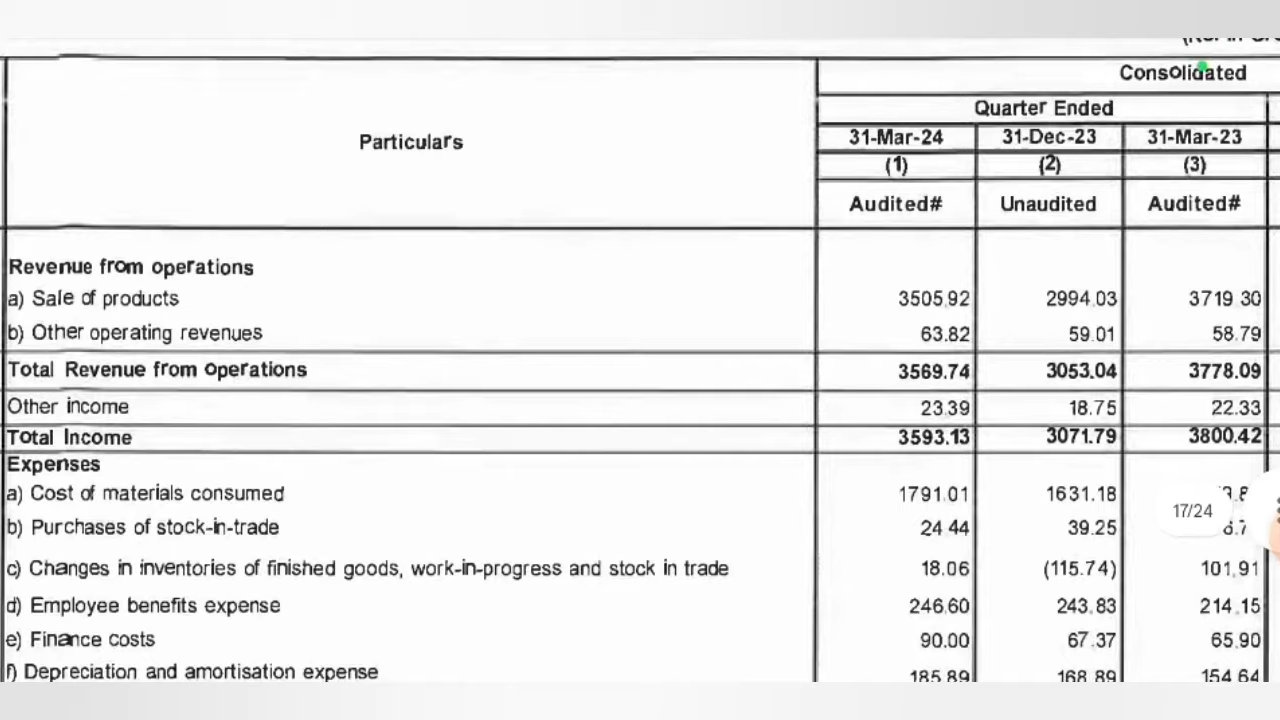 Consolidated
Quarter Ended
Particulars 31-Mar-24 31-Dec-23 31-Mar-23
(1) (2) (3)
Audited# Unaudited Audited#
Revenue from operations
a) Sale of products 3505.92 2994.03 3719.30
b) Other operating revenues 63.82 59.01 58.79
Total Revenue from operations 3569.74 3053.04 3778.09
Other income 23.39 18.75 22.33
Total Income 3593.13 3071.79 3800.42
Expenses
a) Cost of materials consumed 1791.01 1631.18
17/24
b) Purchases of stock-in-trade 24.44 39.25
c) Changes in inventories of finished goods, work-in-progress and stock in trade 18.06 (115.74) 101.91
d) Employee benefits expense 246.60 243.83 214.15
e) Finance costs 90.00 67.37 65.90
f) Depreciation and amortisation expense 185.89 168.89 154.64